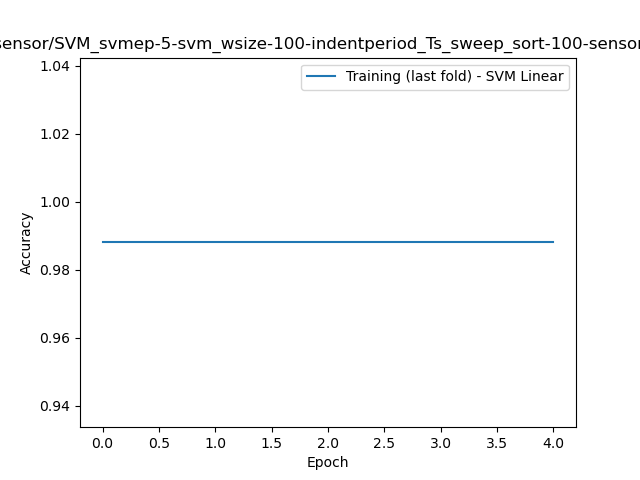 sensor/SVM_svmep-5-svm_wsize-100-indentperiod_Ts_sweep_sort-100-sensor
Training (last fold) - SVM Linear
1.04
1.02
1.00
0.98
0.96
0.94
Accuracy
0.0 0.5 1.0 1.5 2.0 2.5 3.0 3.5 4.0
Epoch